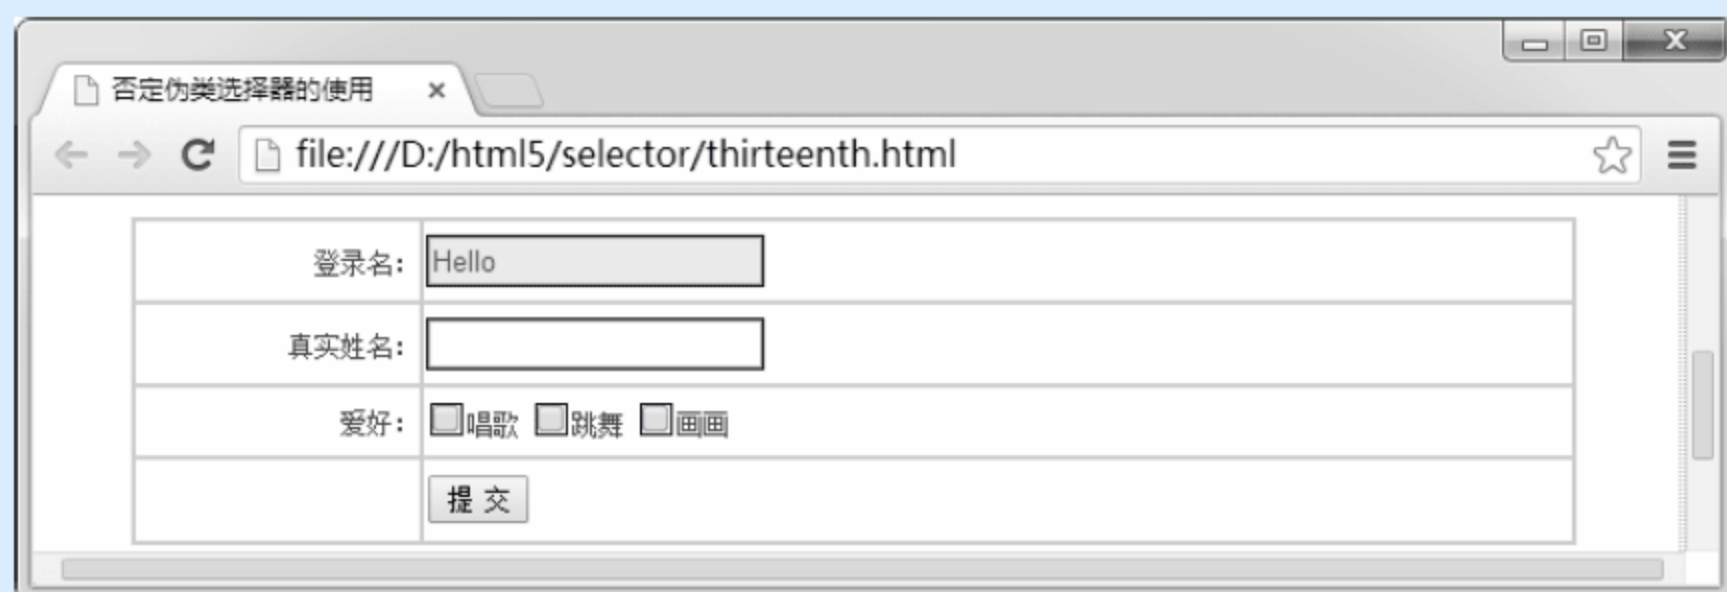 否定伪类选择器的使用
file:///D:/html5/selector/thirteenth.html
登录名： Hello
真实姓名：
爱好： 唱歌 跳舞 画画
提 交